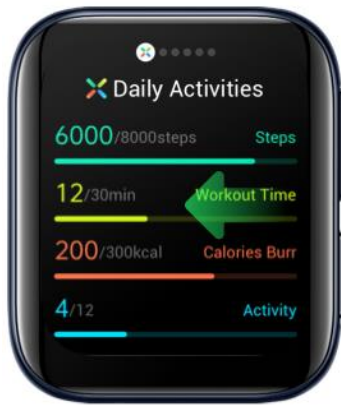 Daily Activities
6000/8000steps Steps
12/30min Workout Time
200/300kcal Calories Burr
4/12 Activity